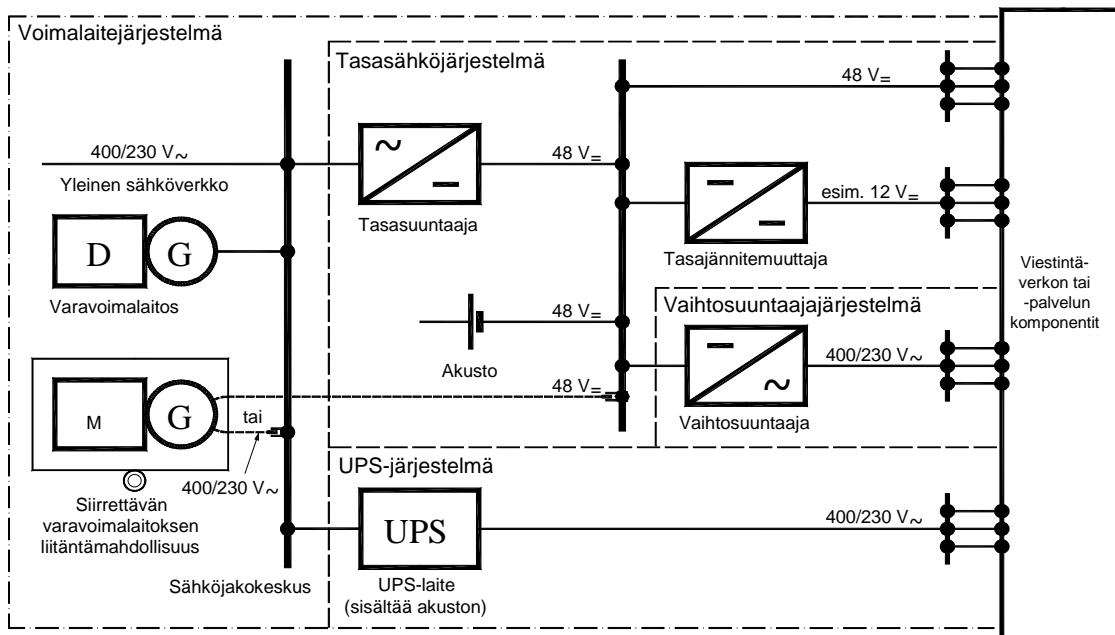 Voimalaitejärjestelmä
Tasasähköjärjestelmä
48 V=
400/230 V~
Yleinen sähköverkko
~
–
Tasasuuntaaja
48 V=
–
–
esim. 12 V=
Tasajännitemuuttaja
D
G
Varavoimalaitos
Viestintä-
verkon tai
-palvelun
komponentit
48 V=
Akusto
Vaihtosuuntaajajärjestelmä
–
~
400/230 V~
Vaihtosuuntaaja
48 V=
M
G
tai
400/230 V~
Siirrettävän
varavoimalaitoksen
liitäntämahdollisuus
Sähköjakokeskus
UPS-järjestelmä
UPS
400/230 V~
UPS-laite
(sisältää akuston)